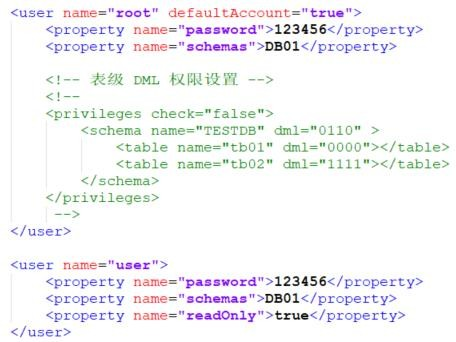 <user name="root" defaultAccount="true">
<property name="password">123456</property>
<property name="schemas">DB01</property>
<!-- 表级 DML 权限设置 -->
<!--
<privileges check="false">
<schema name="TESTDB" dml="0110" >
<table name="tb01" dml="0000"></table>
<table name="tb02" dml="1111"></table>
</schema>
</privileges>
-->
</user>
<user name="user">
<property name="password">123456</property>
<property name="schemas">DB01</property>
<property name="readOnly">true</property>
</user>